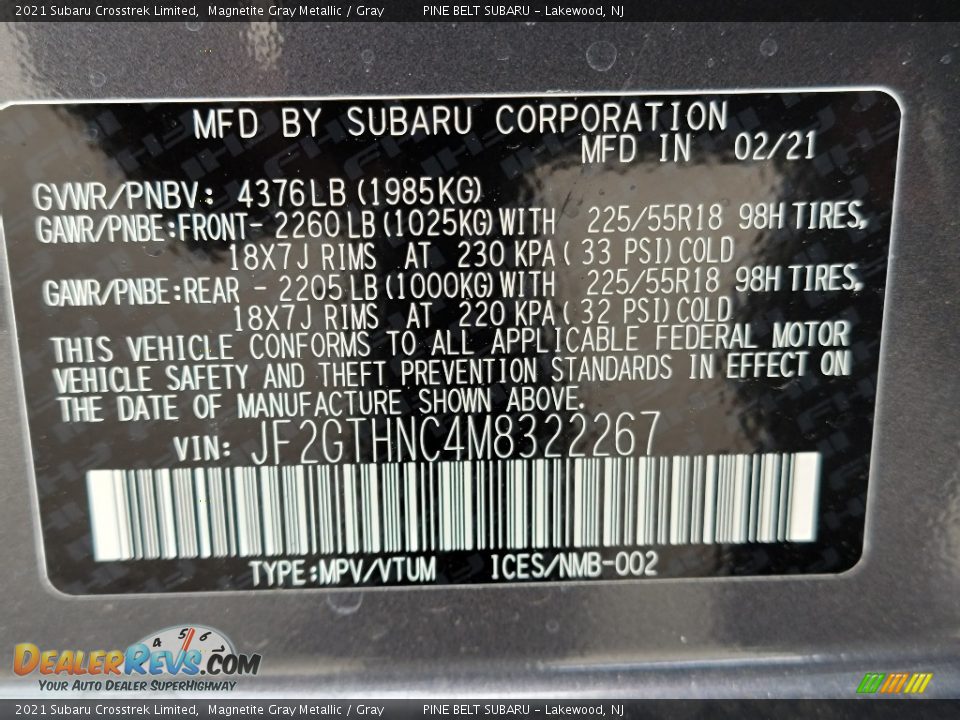 2021 Subaru Crosstrek Limited,  Magnetite Gray Metallic / Gray  PINE BELT SUBARU - Lakewood, NJ
MFD BY SUBARU CORPORATION
MFD IN 02/21
GVWR/PNBV: 4376LB (1985KG)
GAWR/PNBE:FRONT- 2260 LB (1025KG) WITH 225/55R18 98H TIRES,
18X7J RIMS AT 230 KPA ( 33 PSI) COLD
GAWR/PNBE:REAR - 2205 LB (1000KG) WITH 225/55R18 98H TIRES,
18X7J RIMS AT 220 KPA ( 32 PSI) COLD
THIS VEHICLE CONFORMS TO ALL APPLICABLE FEDERAL MOTOR
VEHICLE SAFETY AND THEFT PREVENTION STANDARDS IN EFFECT ON
THE DATE OF MANUFACTURE SHOWN ABOVE.
VIN: JF2GTHNC4M8322267
TYPE:MPV/VTUM ICES/NMB-002
4 5 6
DEALERREVS.COM
YOUR AUTO DEALER SUPERHIGHWAY
2021 Subaru Crosstrek Limited,  Magnetite Gray Metallic / Gray  PINE BELT SUBARU - Lakewood, NJ